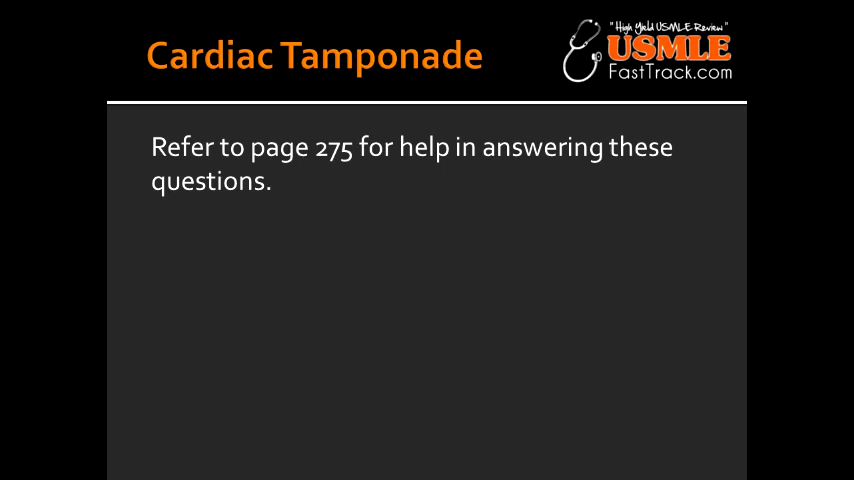 Cardiac Tamponade
"High Yield USMLE Review"
USMLE
FastTrack.com
Refer to page 275 for help in answering these
questions.